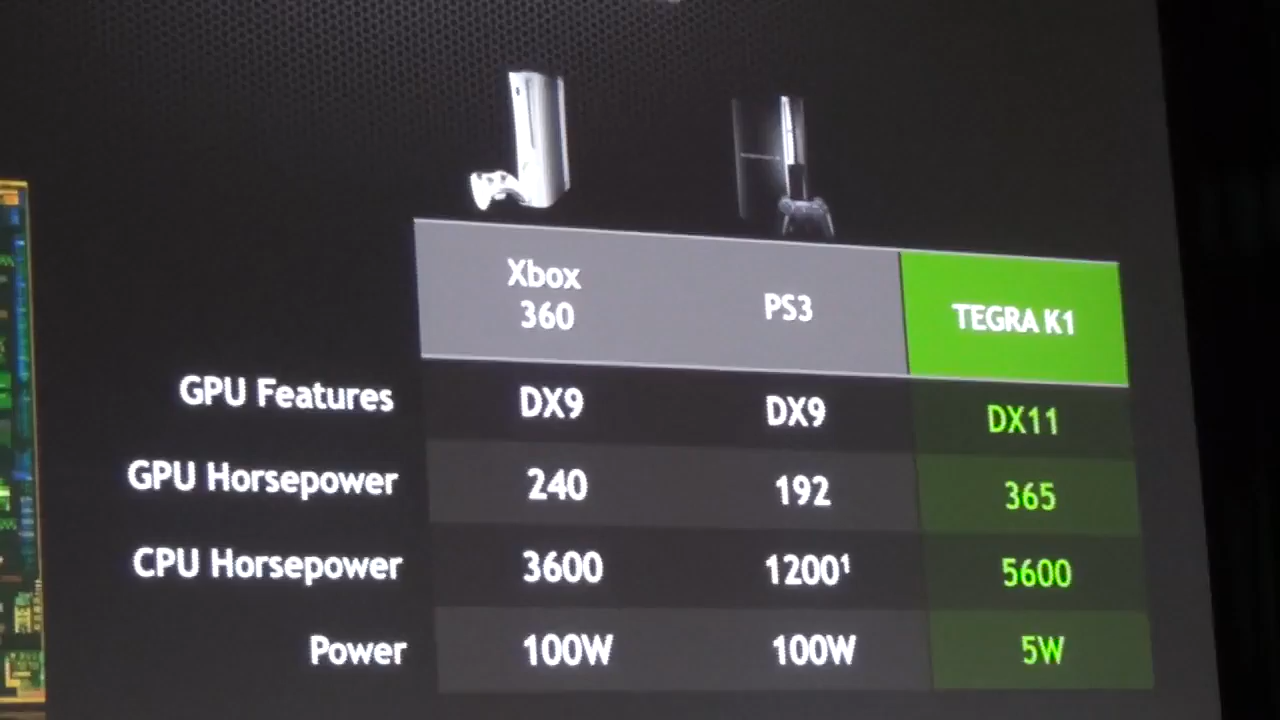 Xbox
360
PS3
TEGRA K1
GPU Features DX9 DX9 DX11
GPU Horsepower 240 192 365
CPU Horsepower 3600 1200¹ 5600
Power 100W 100W 5W